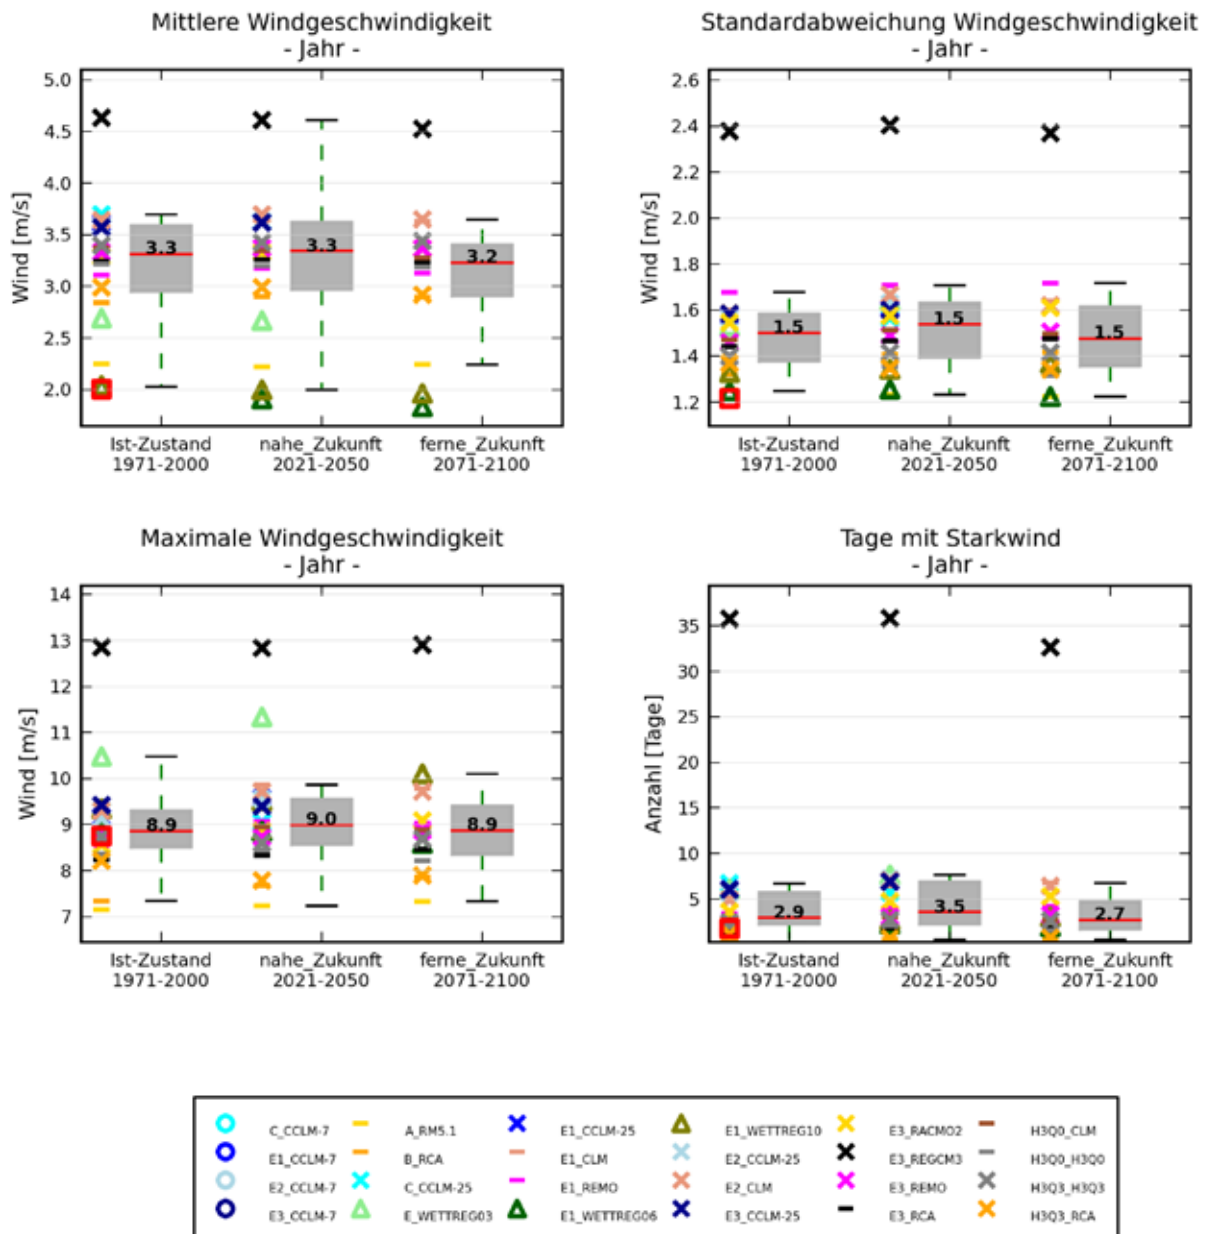 Mittlere Windgeschwindigkeit
- Jahr -
Wind [m/s]
5.0
4.5
4.0
3.5
3.0
2.5
2.0
3.3
3.3
3.2
Ist-Zustand
1971-2000
nahe_Zukunft
2021-2050
ferne_Zukunft
2071-2100
Standardabweichung Windgeschwindigkeit
- Jahr -
Wind [m/s]
2.6
2.4
2.2
2.0
1.8
1.6
1.4
1.2
1.5
1.5
1.5
Ist-Zustand
1971-2000
nahe_Zukunft
2021-2050
ferne_Zukunft
2071-2100
Maximale Windgeschwindigkeit
- Jahr -
Wind [m/s]
14
13
12
11
10
9
8
7
8.9
9.0
8.9
Ist-Zustand
1971-2000
nahe_Zukunft
2021-2050
ferne_Zukunft
2071-2100
Tage mit Starkwind
- Jahr -
Anzahl [Tage]
35
30
25
20
15
10
5
2.9
3.5
2.7
Ist-Zustand
1971-2000
nahe_Zukunft
2021-2050
ferne_Zukunft
2071-2100
C_CCLM-7
E1_CCLM-7
E2_CCLM-7
E3_CCLM-7
A_RM5.1
B_RCA
C_CCLM-25
E_WETTREG03
E1_CCLM-25
E1_CLM
E1_REMO
E1_WETTREG06
E1_WETTREG10
E2_CCLM-25
E2_CLM
E3_CCLM-25
E3_RACMO2
E3_REGCM3
E3_REMO
E3_RCA
H3Q0_CLM
H3Q0_H3Q0
H3Q3_H3Q3
H3Q3_RCA